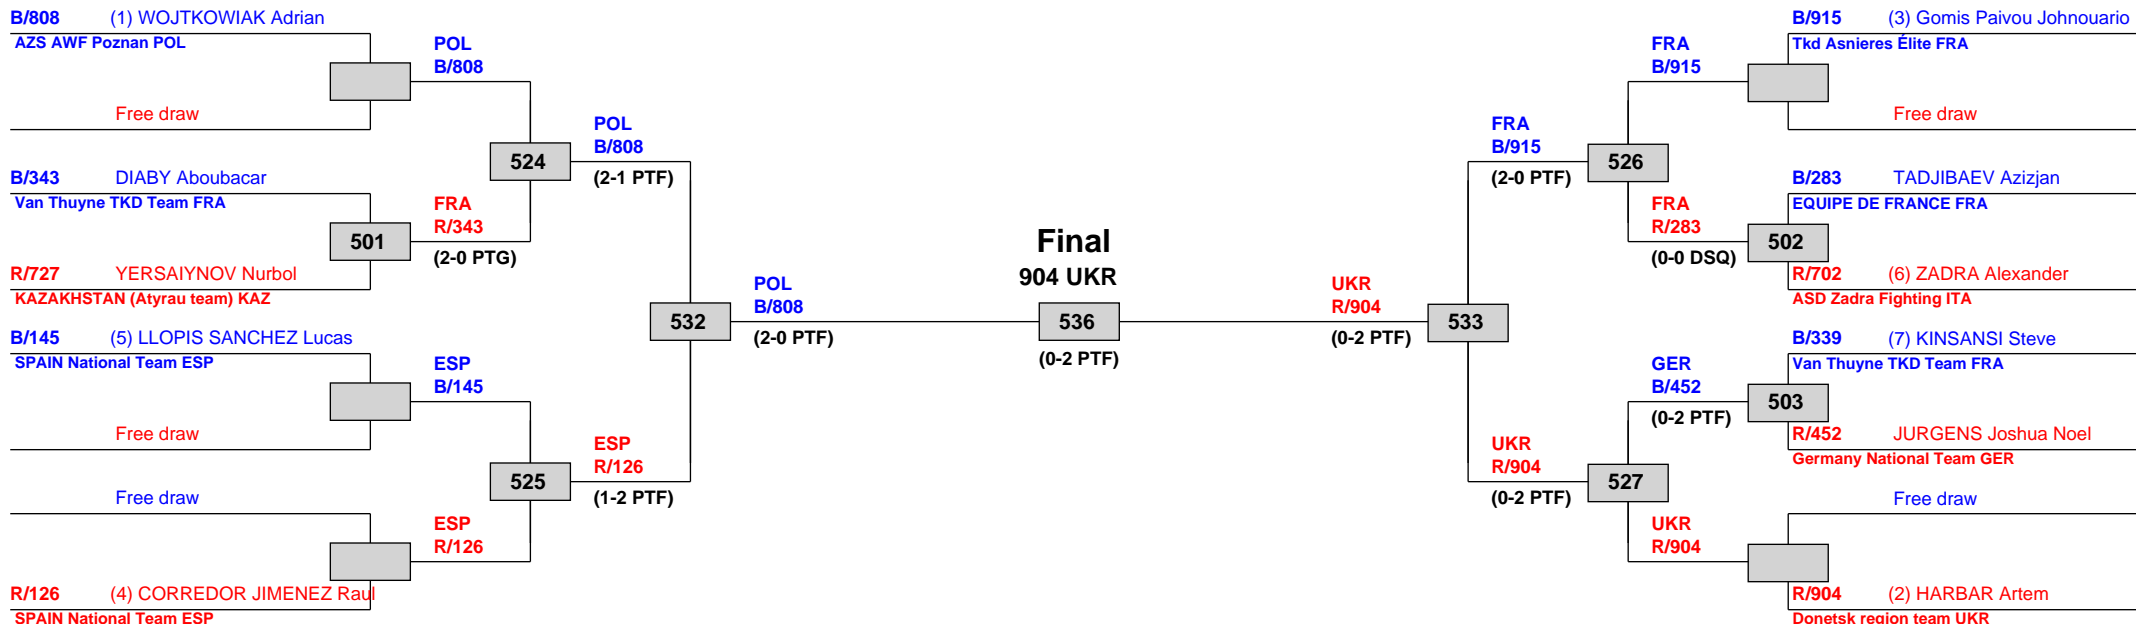 B/808 (1) WOJTKOWIAK Adrian
AZS AWF Poznan POL
Free draw
B/343 DIABY Aboubacar
Van Thuyne TKD Team FRA
R/727 YERSAIYNOV Nurbol
KAZAKHSTAN (Atyrau team) KAZ
B/145 (5) LLOPIS SANCHEZ Lucas
SPAIN National Team ESP
Free draw
Free draw
R/126 (4) CORREDOR JIMENEZ Raul
SPAIN National Team ESP
POL
B/808
501
FRA
R/343
(2-0 PTG)
ESP
B/145
ESP
R/126
524
POL
B/808
(2-1 PTF)
525
ESP
R/126
(1-2 PTF)
532
POL
B/808
(2-0 PTF)
Final
904 UKR
536
(0-2 PTF)
UKR
R/904
(0-2 PTF)
533
FRA
B/915
(2-0 PTF)
526
UKR
R/904
(0-2 PTF)
527
FRA
B/915
FRA
R/283
(0-0 DSQ)
502
GER
B/452
(0-2 PTF)
503
UKR
R/904
B/915 (3) Gomis Paivou Johnouario
Tkd Asnieres Élite FRA
Free draw
B/283 TADJIBAEV Azizjan
EQUIPE DE FRANCE FRA
R/702 (6) ZADRA Alexander
ASD Zadra Fighting ITA
B/339 (7) KINSANSI Steve
Van Thuyne TKD Team FRA
R/452 JURGENS Joshua Noel
Germany National Team GER
Free draw
R/904 (2) HARBAR Artem
Donetsk region team UKR